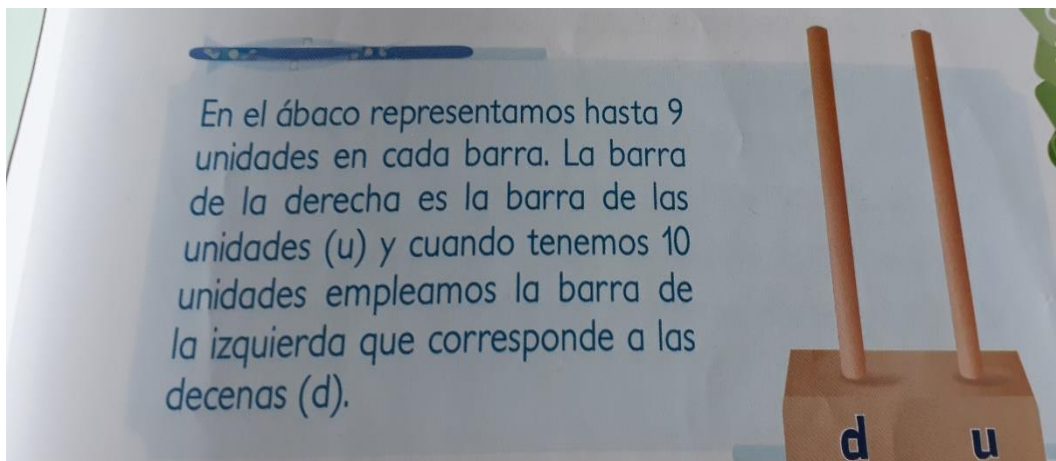 En el ábaco representamos hasta 9
unidades en cada barra. La barra
de la derecha es la barra de las
unidades (u) y cuando tenemos 10
unidades empleamos la barra de
la izquierda que corresponde a las
decenas (d).
d u